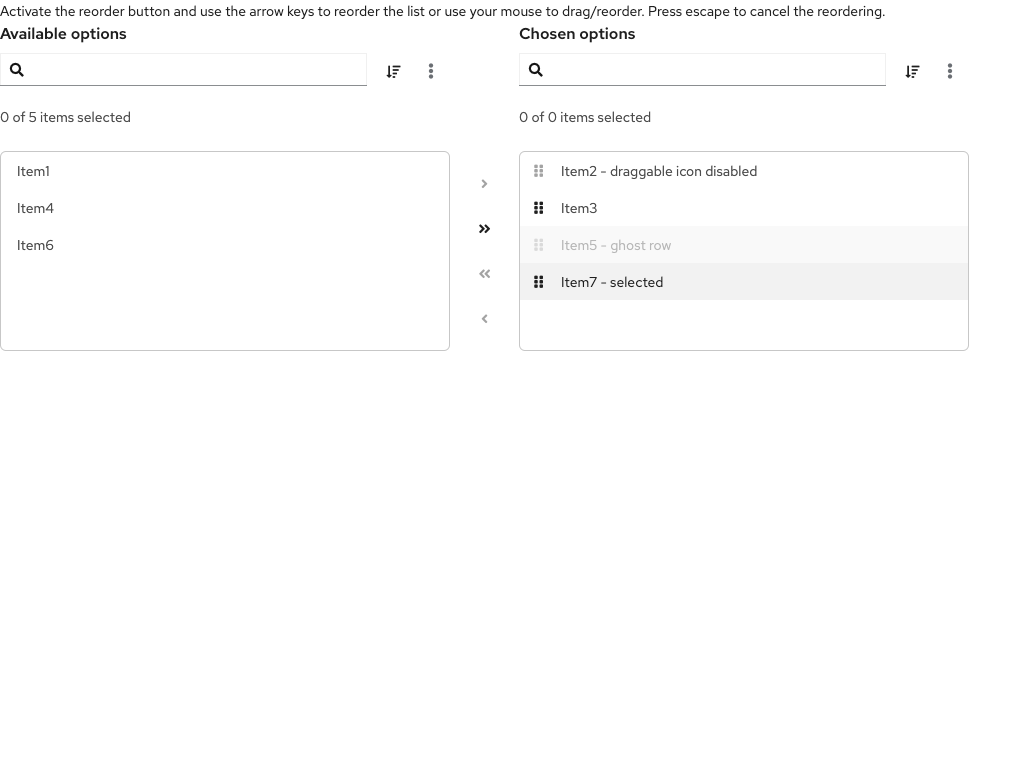 Activate the reorder button and use the arrow keys to reorder the list or use your mouse to drag/reorder. Press escape to cancel the reordering.
Available options
0 of 5 items selected
Item1
Item4
Item6
Chosen options
0 of 0 items selected
Item2 - draggable icon disabled
Item3
Item5 - ghost row
Item7 - selected